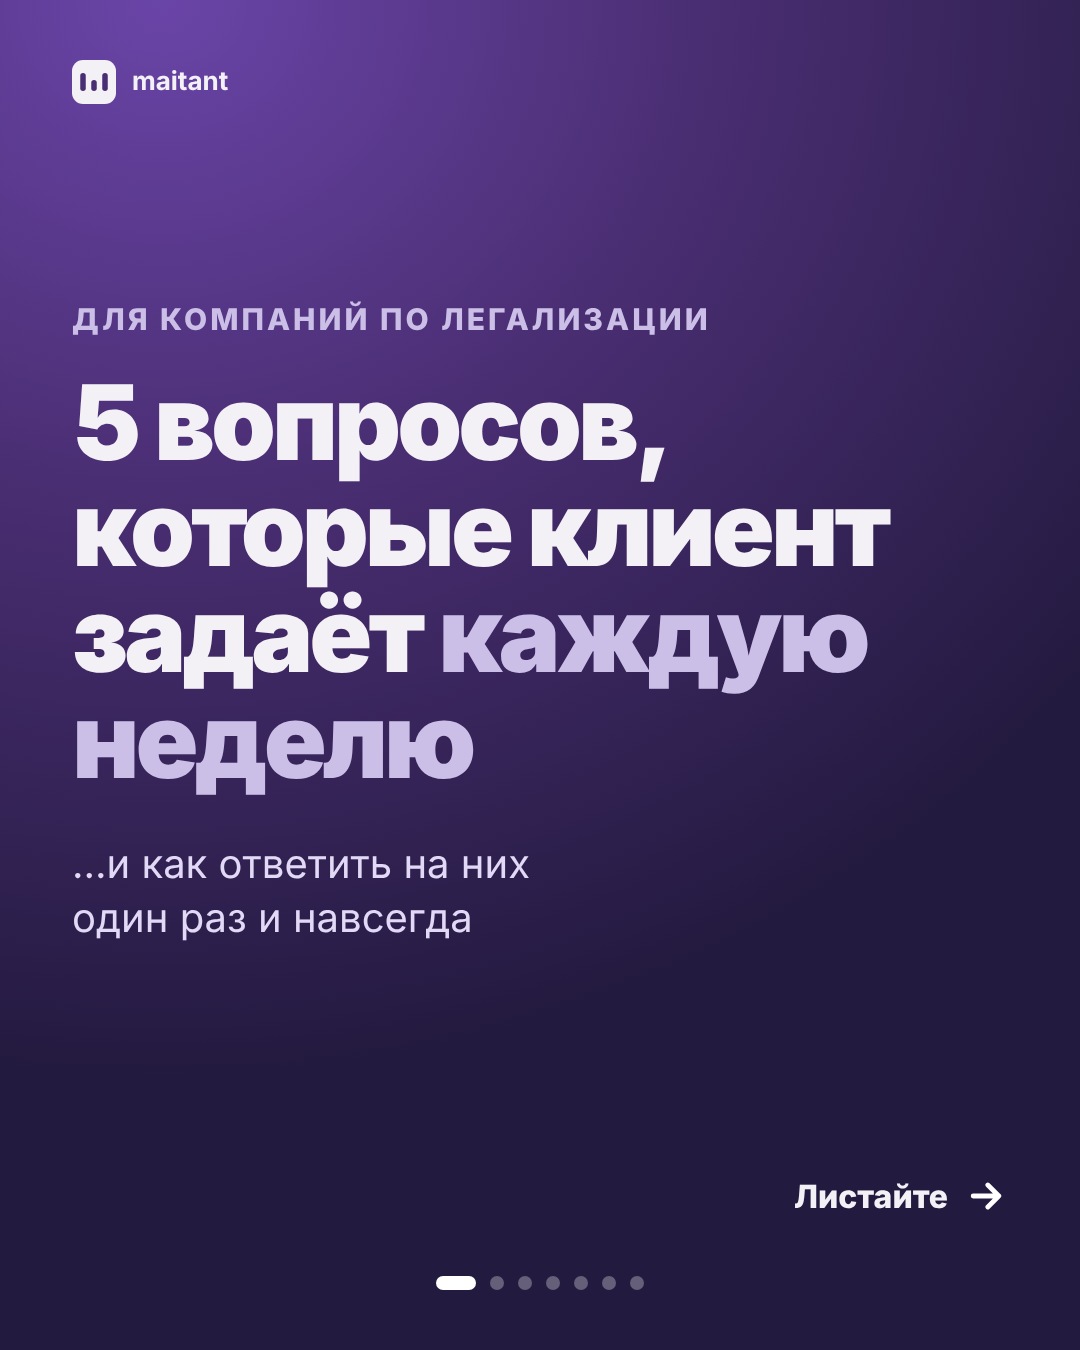 maitant
ДЛЯ КОМПАНИЙ ПО ЛЕГАЛИЗАЦИИ
5 вопросов,
которые клиент
задаёт каждую
неделю
...и как ответить на них
один раз и навсегда
Листайте →